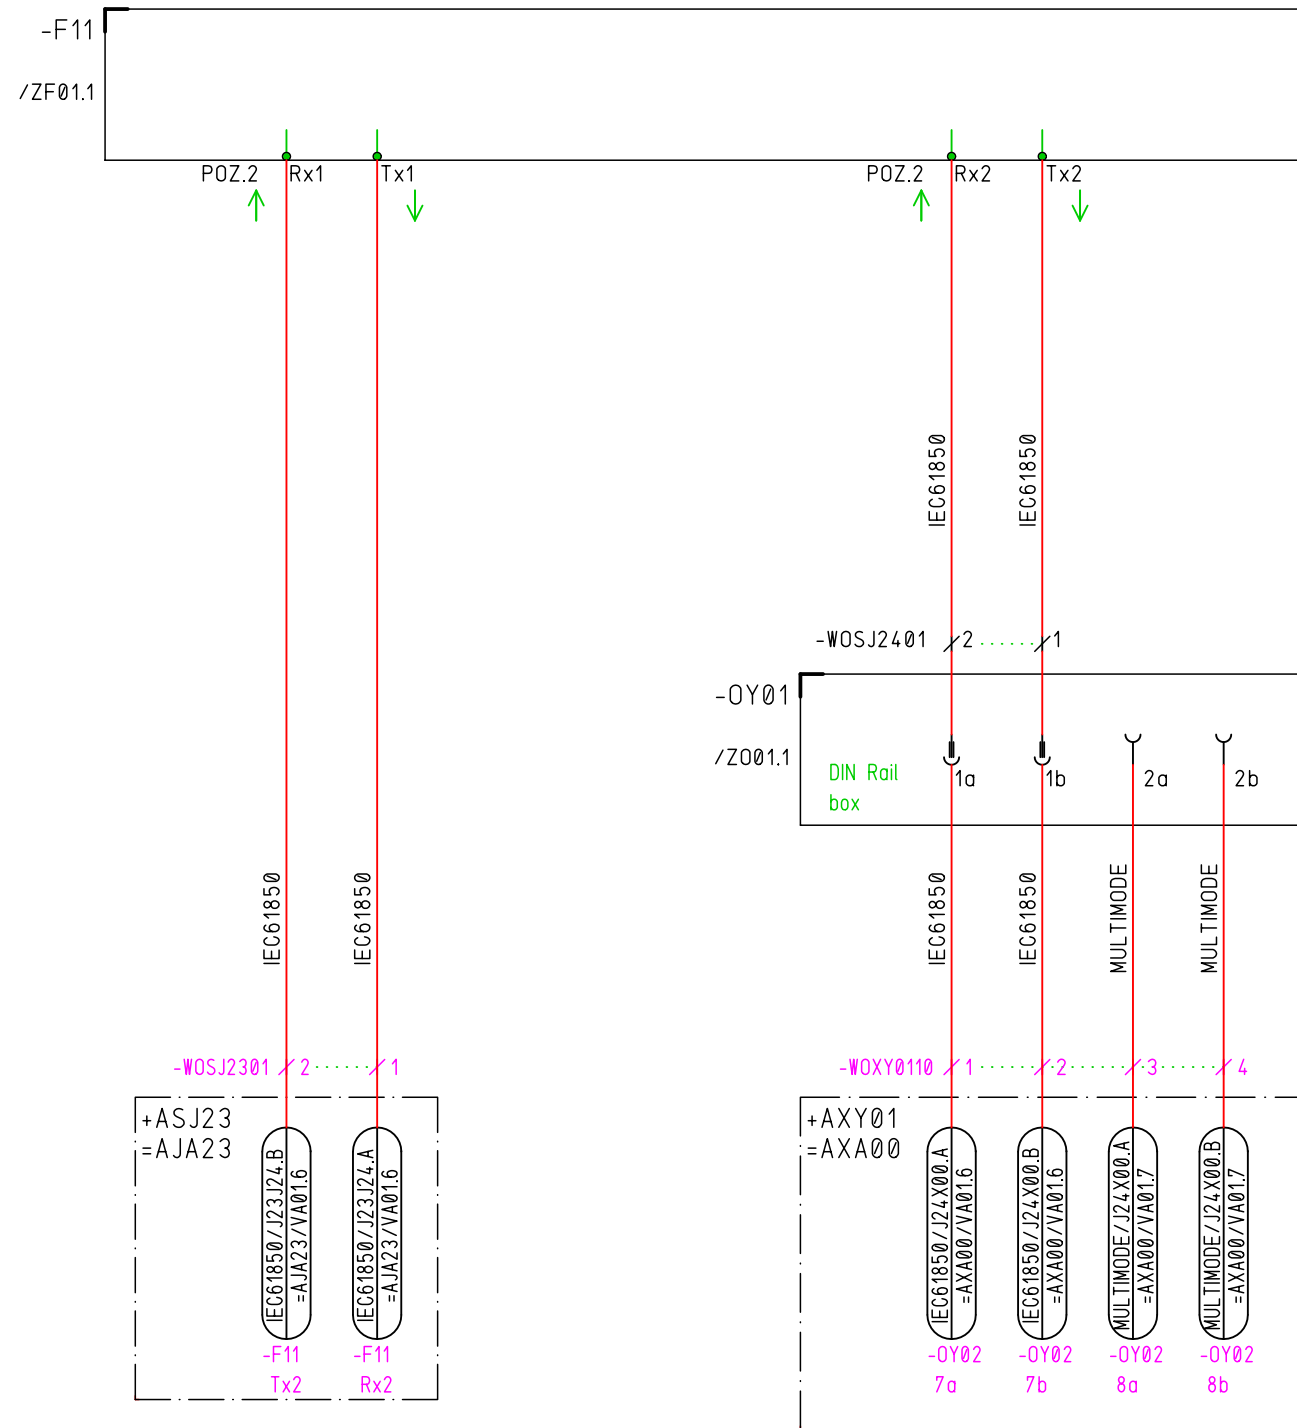 -F11
/ZF01.1
POZ.2 Rx1 Tx1
POZ.2 Rx2 Tx2
IEC61850
IEC61850
-WOSJ2401 2 1
-OY01
/ZO01.1
DIN Rail
box
1a 1b 2a 2b
IEC61850
IEC61850
IEC61850
IEC61850
MULTIMODE
MULTIMODE
-WOSJ2301 2 1
-WOXY0110 1 2 3 4
+ASJ23
=AJA23
IEC61850/J23J24.B
=AJA23/VA01.6
IEC61850/J23J24.A
=AJA23/VA01.6
-F11
Tx2
-F11
Rx2
+AXY01
=AXA00
IEC61850/J24X00.A
=AXA00/VA01.6
IEC61850/J24X00.B
=AXA00/VA01.6
MULTIMODE/J24X00.A
=AXA00/VA01.7
MULTIMODE/J24X00.B
=AXA00/VA01.7
-OY02
7a
-OY02
7b
-OY02
8a
-OY02
8b